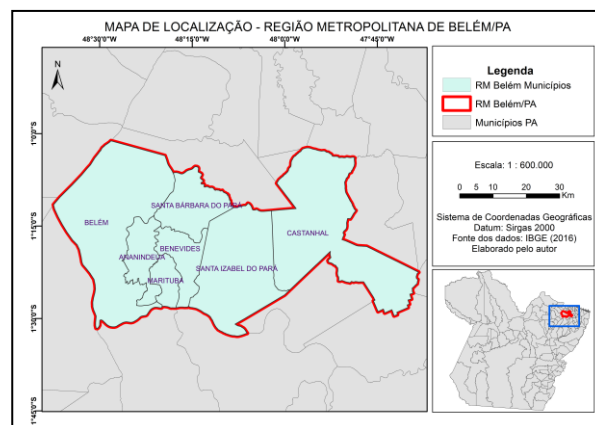 MAPA DE LOCALIZAÇÃO - REGIÃO METROPOLITANA DE BELÉM/PA
48°30'0"W 48°15'0"W 48°0'0"W 47°45'0"W
N
1°0'0"S
1°15'0"S
1°30'0"S
1°45'0"S
SANTA BÁRBARA DO PARÁ
BELÉM
CASTANHAL
BENEVIDES
ANANINDEUA
SANTA IZABEL DO PARÁ
MARITUBA
Legenda
RM Belém Municípios
RM Belém/PA
Municípios PA
Escala: 1 : 600.000
0 5 10 20 30
Km
Sistema de Coordenadas Geográficas
Datum: Sirgas 2000
Fonte dos dados: IBGE (2016)
Elaborado pelo autor